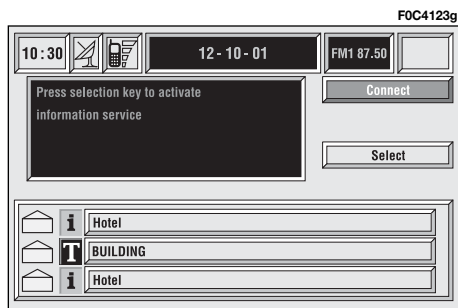 F0C4123g
10:30 12-10-01 FM1 87.50
Press selection key to activate
information service
Connect
Select
i Hotel
T BUILDING
i Hotel